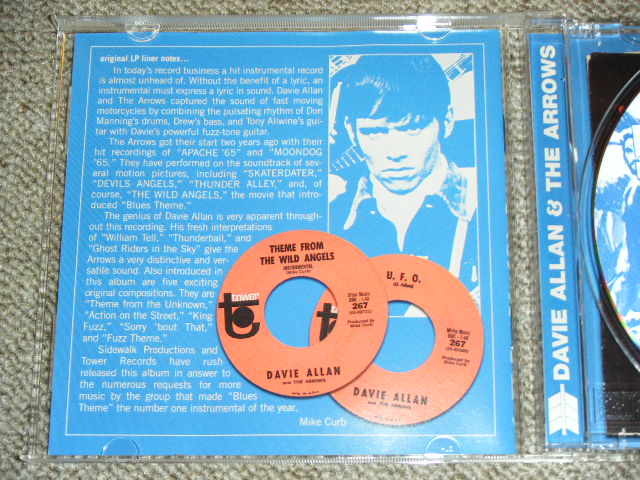 original LP liner notes...
In today's record business a hit instrumental record
is almost unheard of. Without the benefit of a lyric, an
instrumental must express a lyric in sound. Davie Allan
and The Arrows captured the sound of fast moving
motorcycles by combining the pulsating rhythm of Don
Manning's drums, Drew's bass, and Tony Allwine's gui-
tar with Davie's powerful fuzz-tone guitar.
The Arrows got their start two years ago with their
hit recordings of "APACHE '65" and "MOONDOG
'65." They have performed on the soundtrack of sev-
eral motion pictures, including "SKATERDATER,"
"DEVILS ANGELS," "THUNDER ALLEY," and, of
course, "THE WILD ANGELS," the movie that intro-
duced "Blues Theme."
The genius of Davie Allan is very apparent through-
out this recording. His fresh interpretations
of "William Tell," "Thunderball," and
"Ghost Riders in the Sky" give the
Arrows a very distinctive and ver-
satile sound. Also introduced in
this album are five exciting
original compositions. They are
"Theme from the Unknown,"
"Action on the Street," "King
Fuzz," "Sorry 'bout That,"
and "Fuzz Theme."
Sidewalk Productions and
Tower Records have rush
released this album in answer to
the numerous requests for more
music by the group that made "Blues
Theme" the number one instrumental of the year.
Mike Curb
THEME FROM
THE WILD ANGELS
INSTRUMENTAL
(Mike Curb)
tower
267
Produced by
Mike Curb
DAVIE ALLAN
and THE ARROWS
U.F.O.
(D. Allan)
267
Produced by
Mike Curb
DAVIE ALLAN
and THE ARROWS
DAVIE ALLAN & THE ARROWS